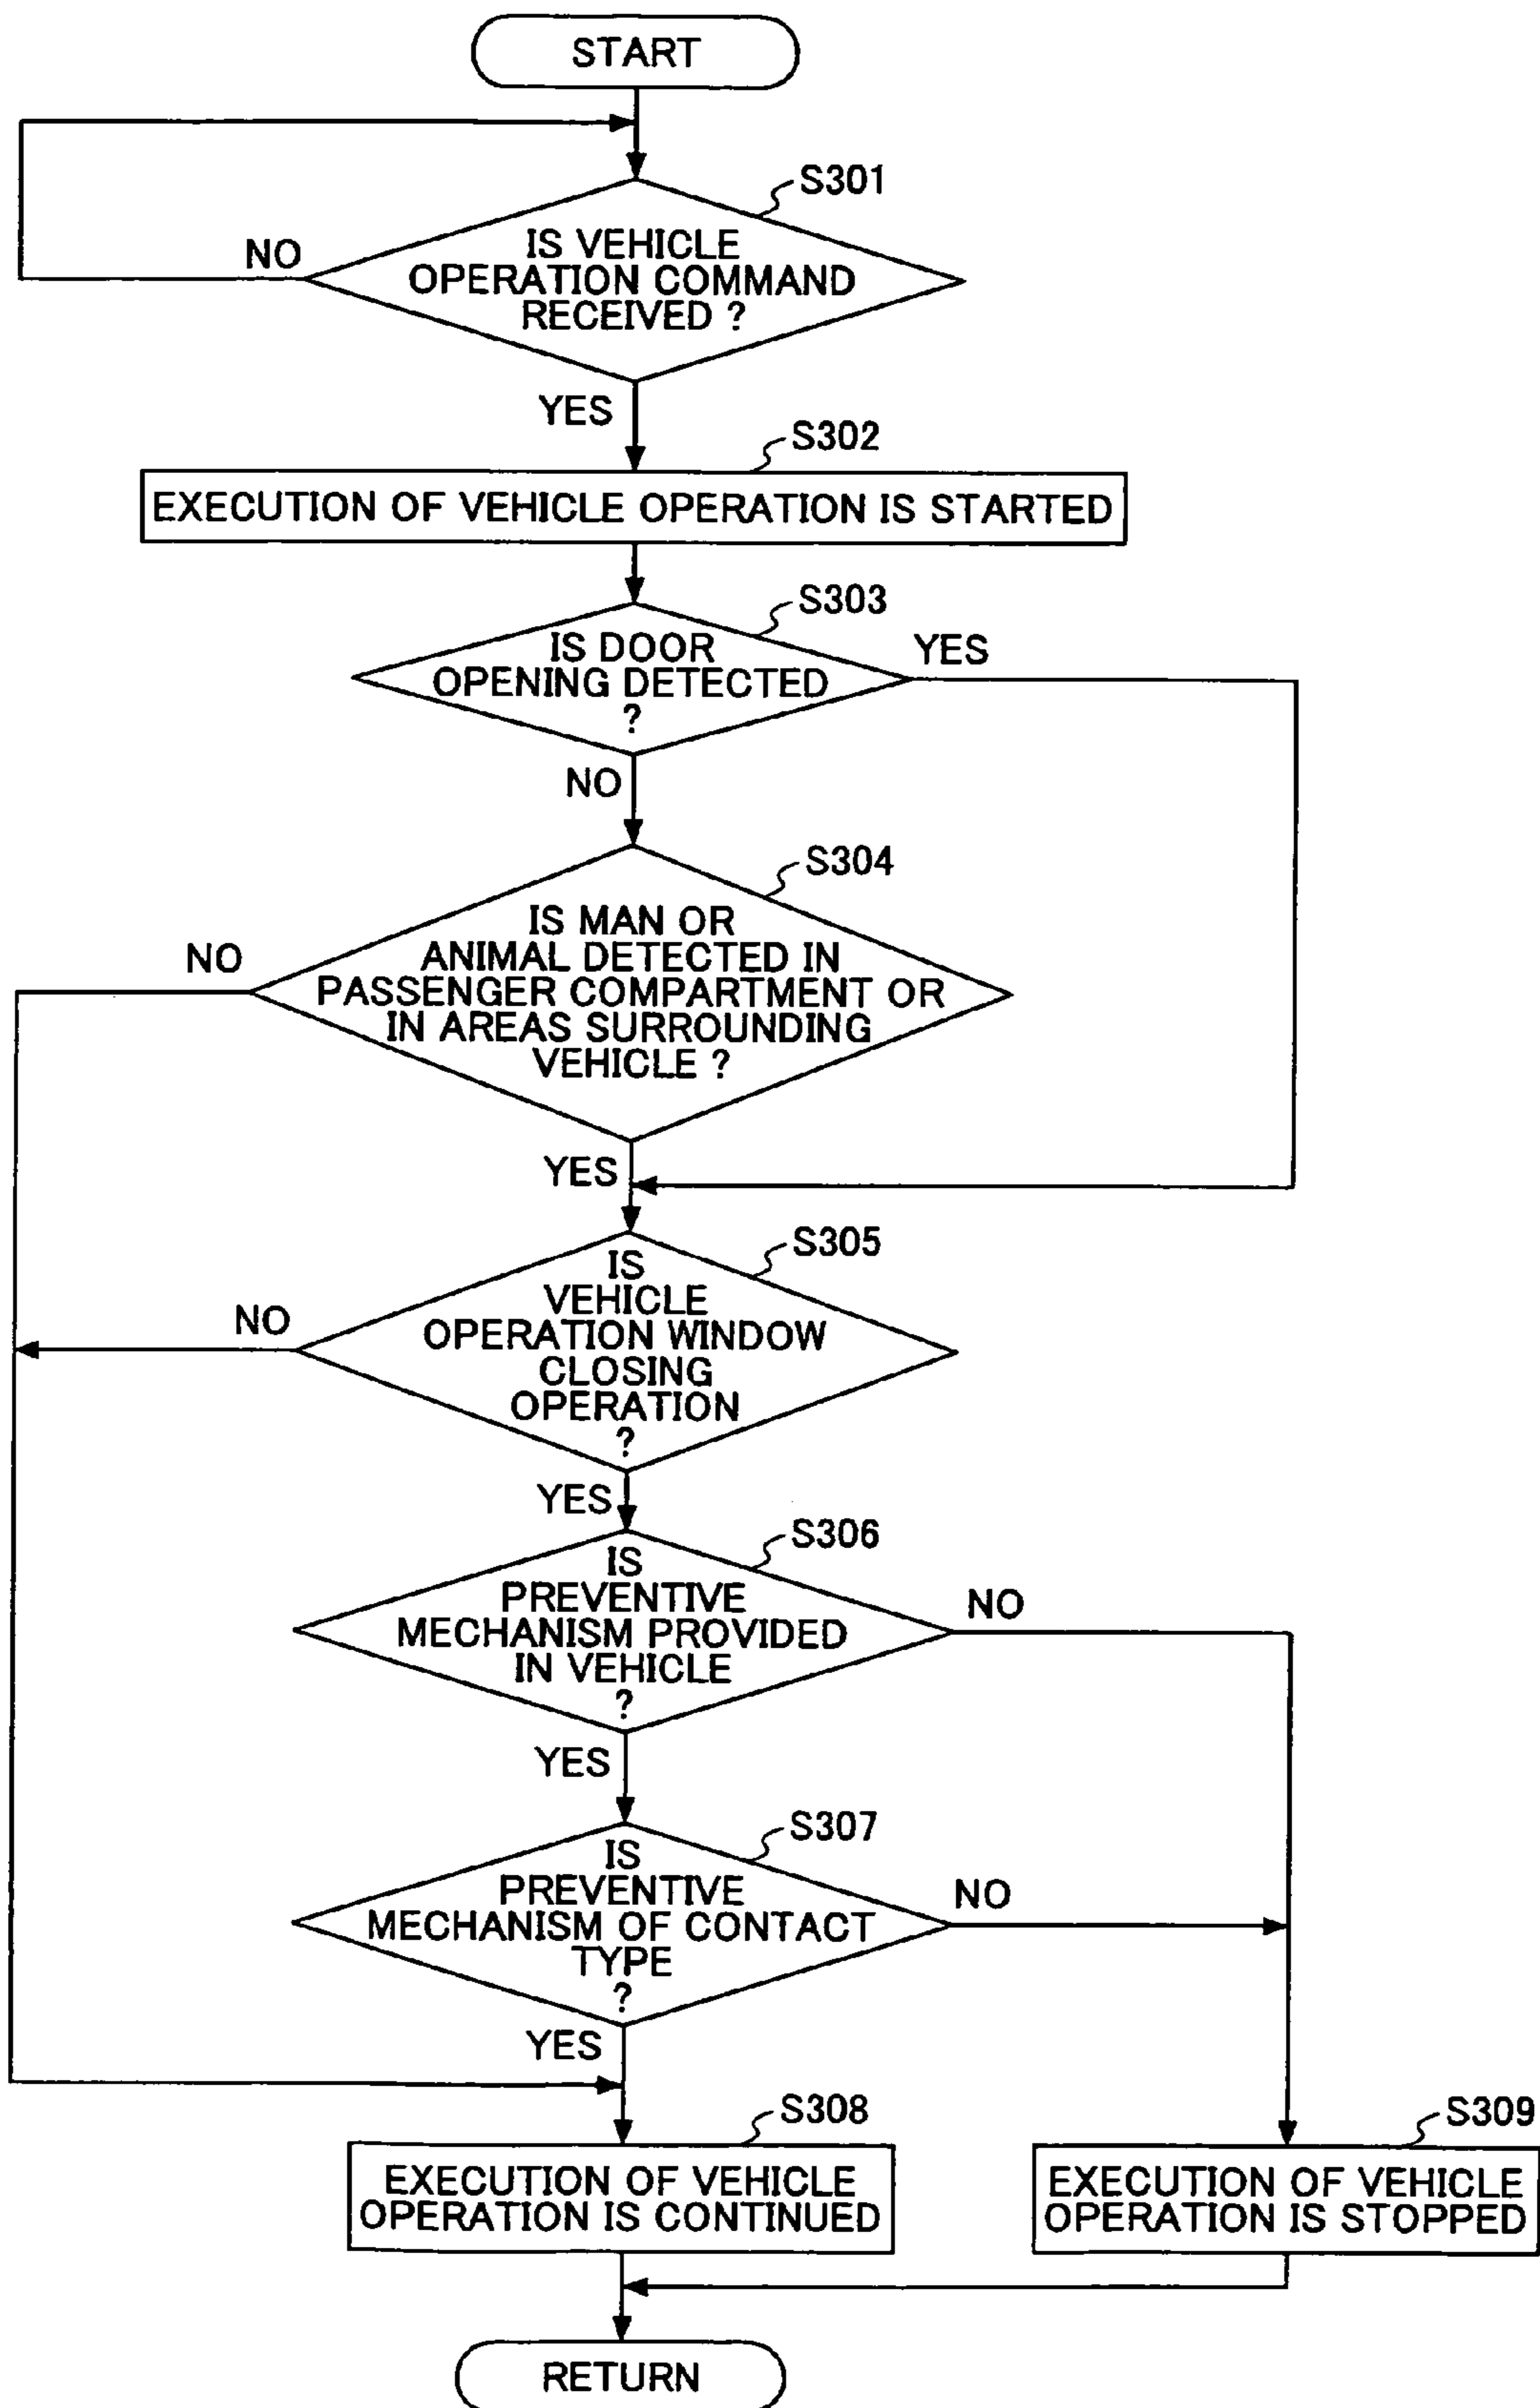 START
S301
NO
IS VEHICLE
OPERATION COMMAND
RECEIVED ?
YES
S302
EXECUTION OF VEHICLE OPERATION IS STARTED
S303
IS DOOR
OPENING DETECTED
?
YES
NO
S304
IS MAN OR
ANIMAL DETECTED IN
PASSENGER COMPARTMENT OR
IN AREAS SURROUNDING
VEHICLE ?
NO
YES
S305
IS
VEHICLE
OPERATION WINDOW
CLOSING
OPERATION
?
NO
YES
S306
IS
PREVENTIVE
MECHANISM PROVIDED
IN VEHICLE
?
NO
YES
S307
IS
PREVENTIVE
MECHANISM OF CONTACT
TYPE
?
NO
YES
S308
EXECUTION OF VEHICLE
OPERATION IS CONTINUED
S309
EXECUTION OF VEHICLE
OPERATION IS STOPPED
RETURN